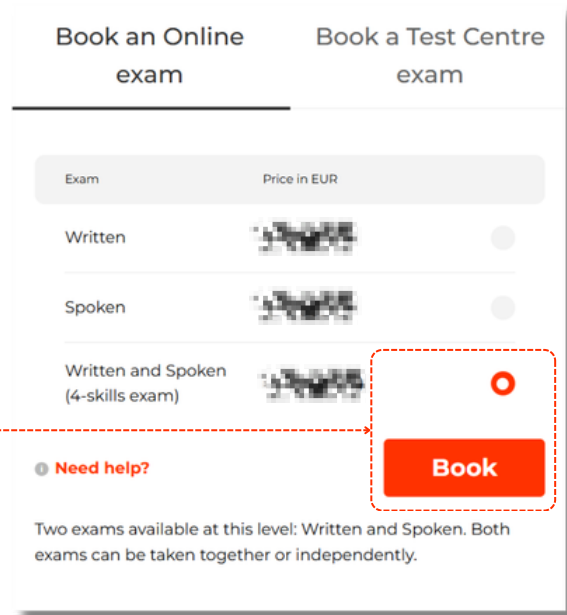 Book an Online
exam
Book a Test Centre
exam
Exam Price in EUR
Written
Spoken
Written and Spoken
(4-skills exam)
Need help?
Book
Two exams available at this level: Written and Spoken. Both
exams can be taken together or independently.